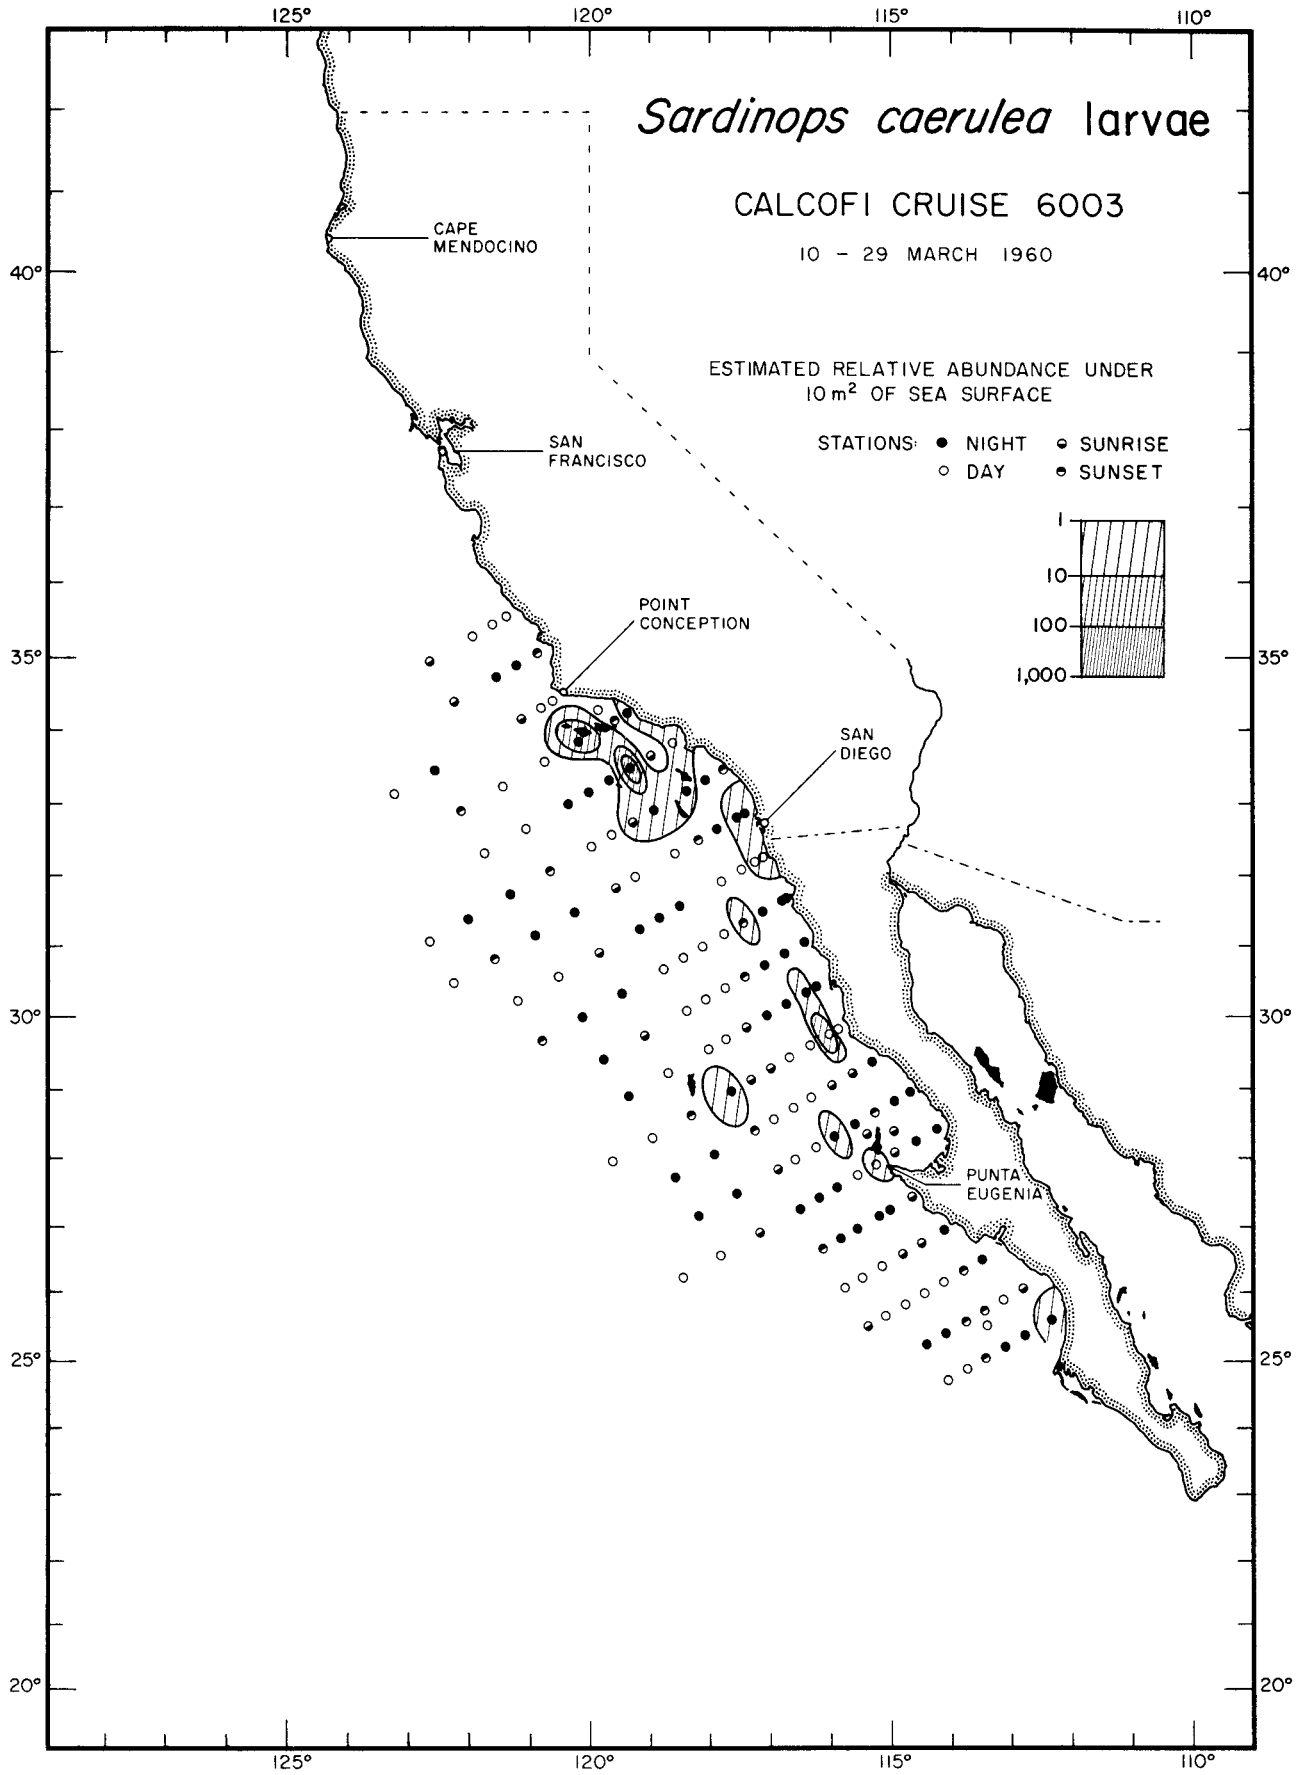 125° 120° 115° 110°
Sardinops caerulea larvae
CALCOFI CRUISE 6003
10 – 29 MARCH 1960
CAPE
MENDOCINO
40° 40°
ESTIMATED RELATIVE ABUNDANCE UNDER
10 m² OF SEA SURFACE
STATIONS: NIGHT SUNRISE
DAY SUNSET
SAN
FRANCISCO
1
10
100
1,000
POINT
CONCEPTION
35° 35°
SAN
DIEGO
30° 30°
PUNTA
EUGENIA
25° 25°
20° 20°
125° 120° 115° 110°